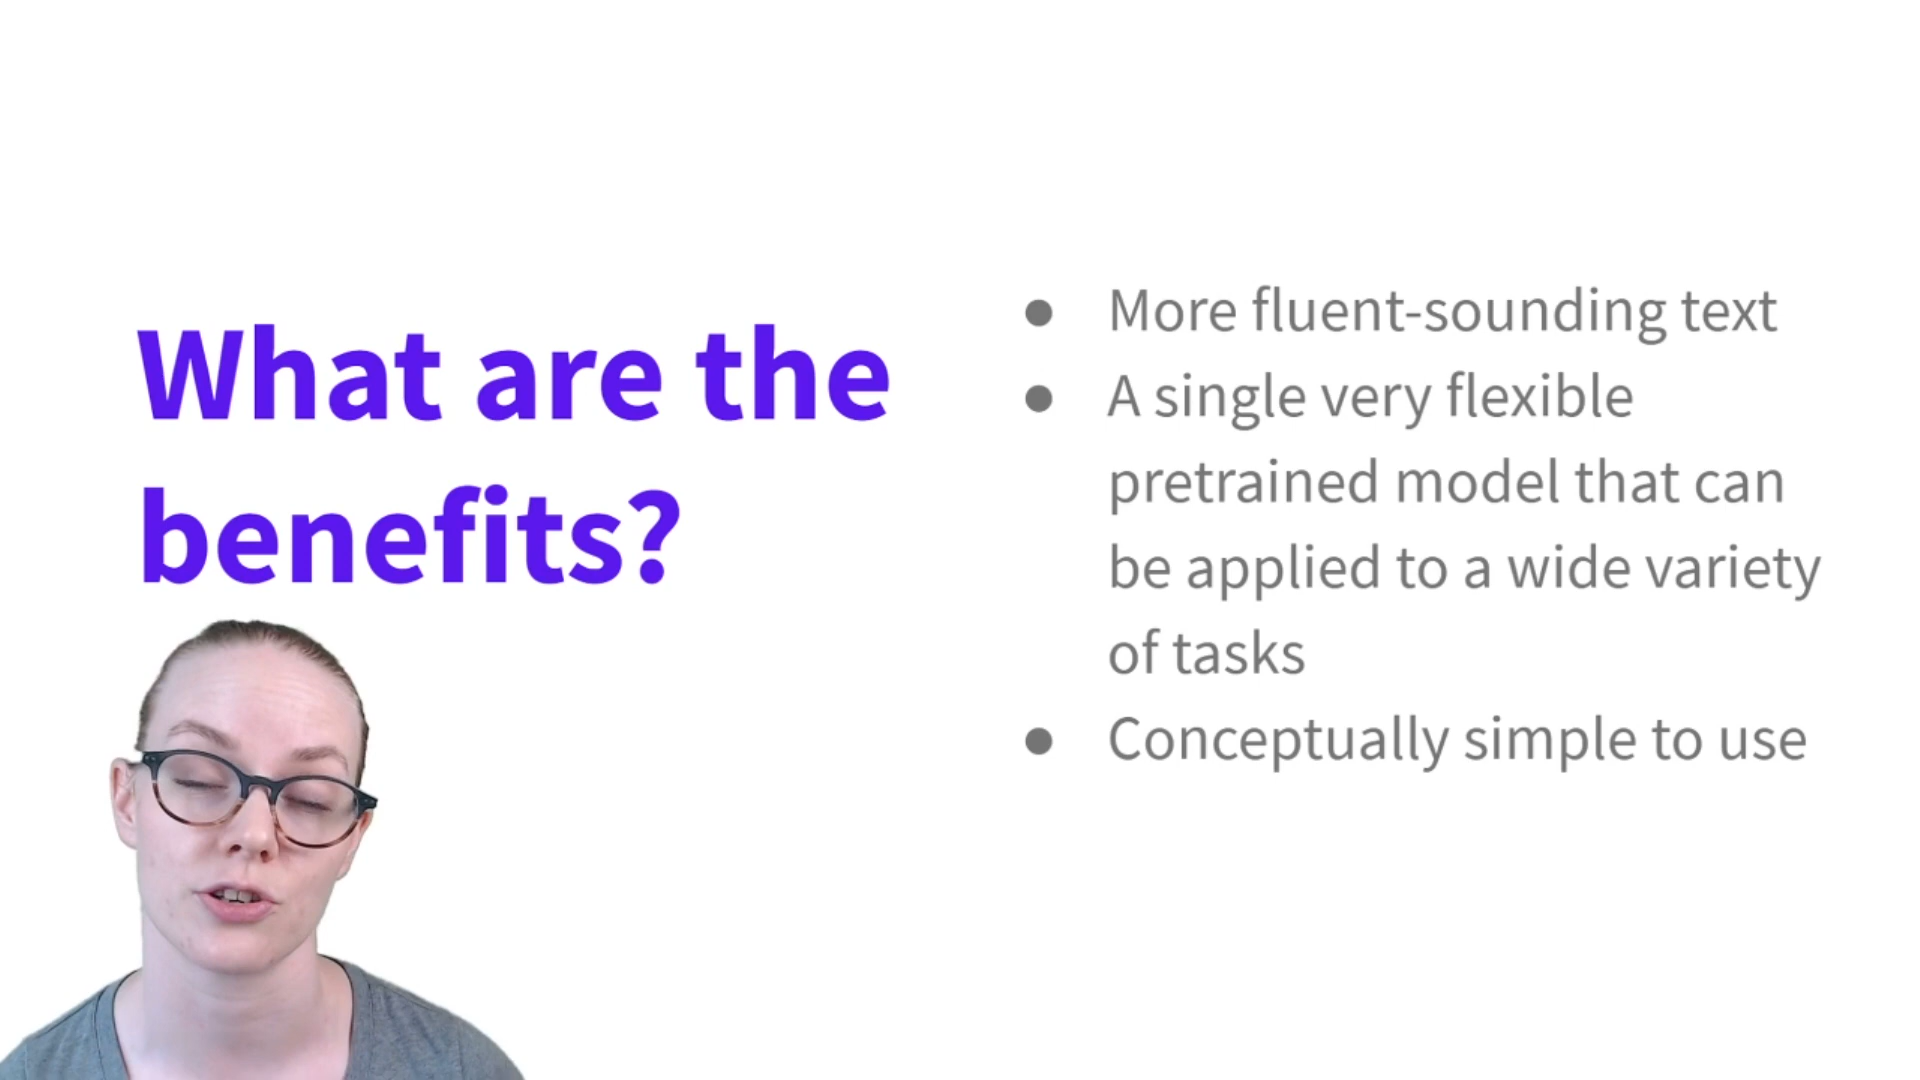 What are the
benefits?
● More fluent-sounding text
● A single very flexible
pretrained model that can
be applied to a wide variety
of tasks
● Conceptually simple to use